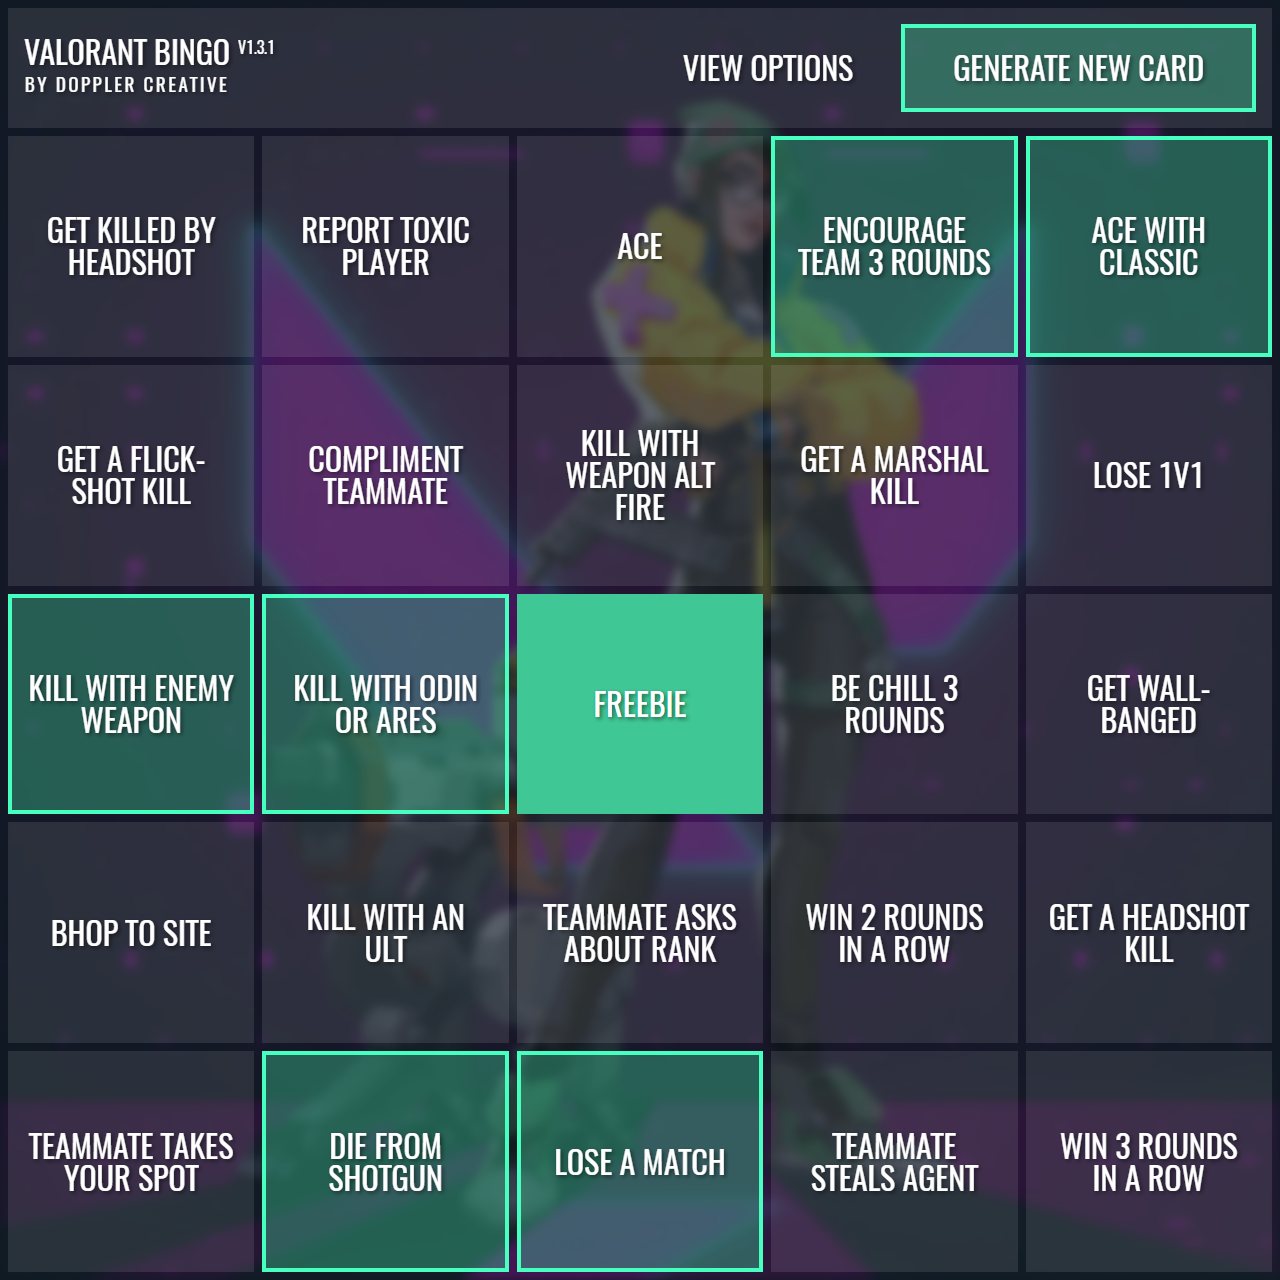 VALORANT BINGO V1.3.1
BY DOPPLER CREATIVE
VIEW OPTIONS
GENERATE NEW CARD
GET KILLED BY
HEADSHOT
REPORT TOXIC
PLAYER
ACE
ENCOURAGE
TEAM 3 ROUNDS
ACE WITH
CLASSIC
GET A FLICK-
SHOT KILL
COMPLIMENT
TEAMMATE
KILL WITH
WEAPON ALT
FIRE
GET A MARSHAL
KILL
LOSE 1V1
KILL WITH ENEMY
WEAPON
KILL WITH ODIN
OR ARES
FREEBIE
BE CHILL 3
ROUNDS
GET WALL-
BANGED
BHOP TO SITE
KILL WITH AN
ULT
TEAMMATE ASKS
ABOUT RANK
WIN 2 ROUNDS
IN A ROW
GET A HEADSHOT
KILL
TEAMMATE TAKES
YOUR SPOT
DIE FROM
SHOTGUN
LOSE A MATCH
TEAMMATE
STEALS AGENT
WIN 3 ROUNDS
IN A ROW